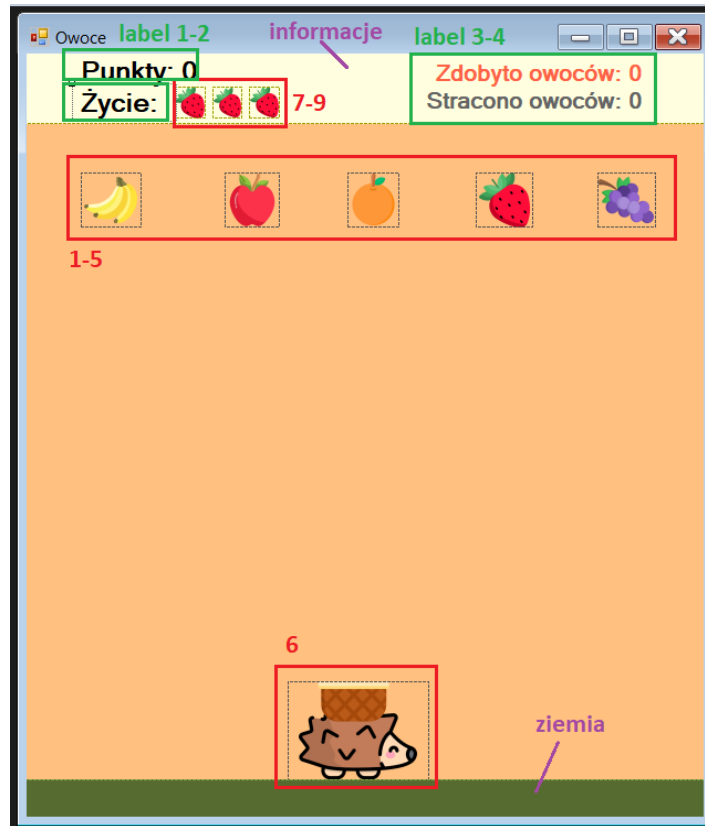 Owoce label 1-2 informacje label 3-4
Punkty: 0 Zdobyto owoców: 0
Życie: 7-9 Stracono owoców: 0
1-5
6
ziemia